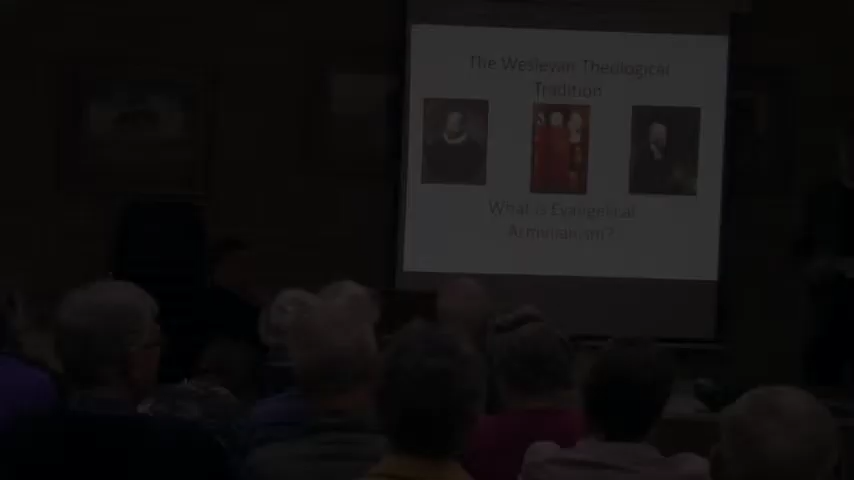 The Wesleyan Theological
Tradition
What is Evangelical
Arminianism?